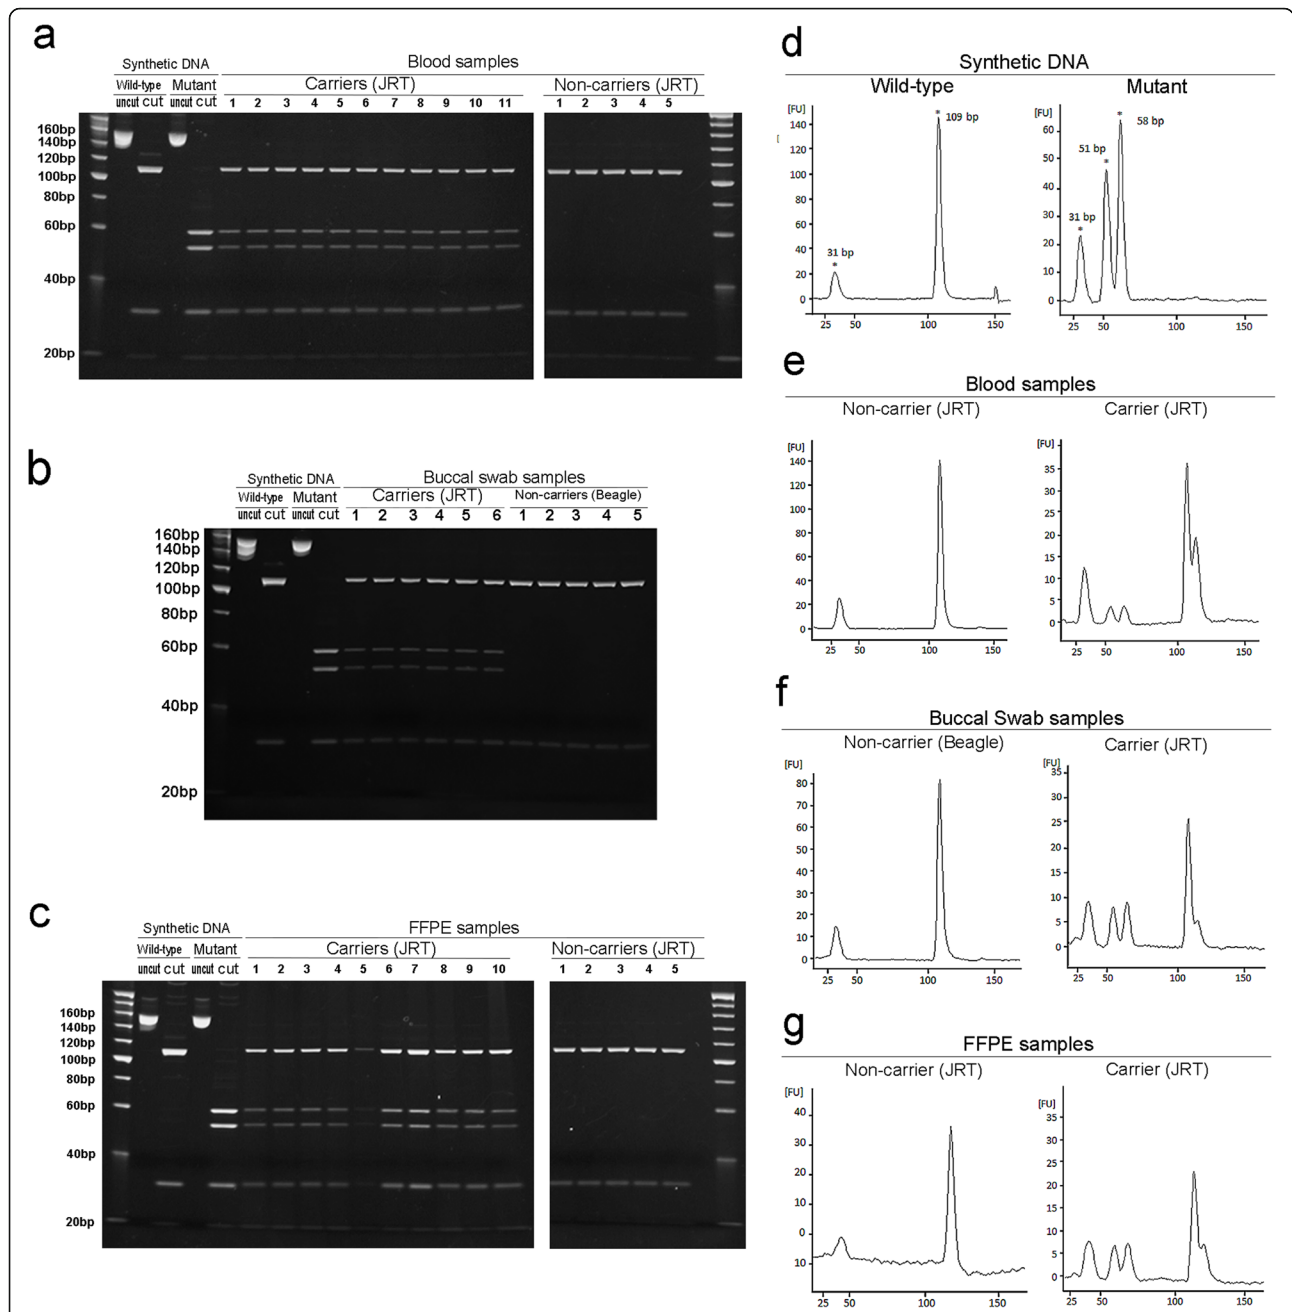 a
Synthetic DNA Blood samples
Wild-type Mutant Carriers (JRT) Non-carriers (JRT)
uncut cut uncut cut 1 2 3 4 5 6 7 8 9 10 11 1 2 3 4 5
160bp
140bp
120bp
100bp
80bp
60bp
40bp
20bp
b
Synthetic DNA Buccal swab samples
Wild-type Mutant Carriers (JRT) Non-carriers (Beagle)
uncut cut uncut cut 1 2 3 4 5 6 1 2 3 4 5
160bp
140bp
120bp
100bp
80bp
60bp
40bp
20bp
c
Synthetic DNA FFPE samples
Wild-type Mutant Carriers (JRT) Non-carriers (JRT)
uncut cut uncut cut 1 2 3 4 5 6 7 8 9 10 1 2 3 4 5
160bp
140bp
120bp
100bp
80bp
60bp
40bp
20bp
d
Synthetic DNA
Wild-type Mutant
[FU]
140
120
100
80
60
40
20
0
* 109 bp
31 bp
*
25 50 100 150
[FU]
60
50
40
30
20
10
0
* 58 bp
51 bp
*
31 bp
*
25 50 100 150
e
Blood samples
Non-carrier (JRT) Carrier (JRT)
[FU]
140
120
100
80
60
40
20
0
25 50 100 150
[FU]
35
30
25
20
15
10
5
0
25 50 100 150
f
Buccal Swab samples
Non-carrier (Beagle) Carrier (JRT)
[FU]
80
70
60
50
40
30
20
10
0
25 50 100 150
[FU]
35
30
25
20
15
10
5
0
25 50 100 150
g
FFPE samples
Non-carrier (JRT) Carrier (JRT)
[FU]
40
30
20
10
0
10
25 50 100 150
[FU]
35
30
25
20
15
10
5
0
25 50 100 150